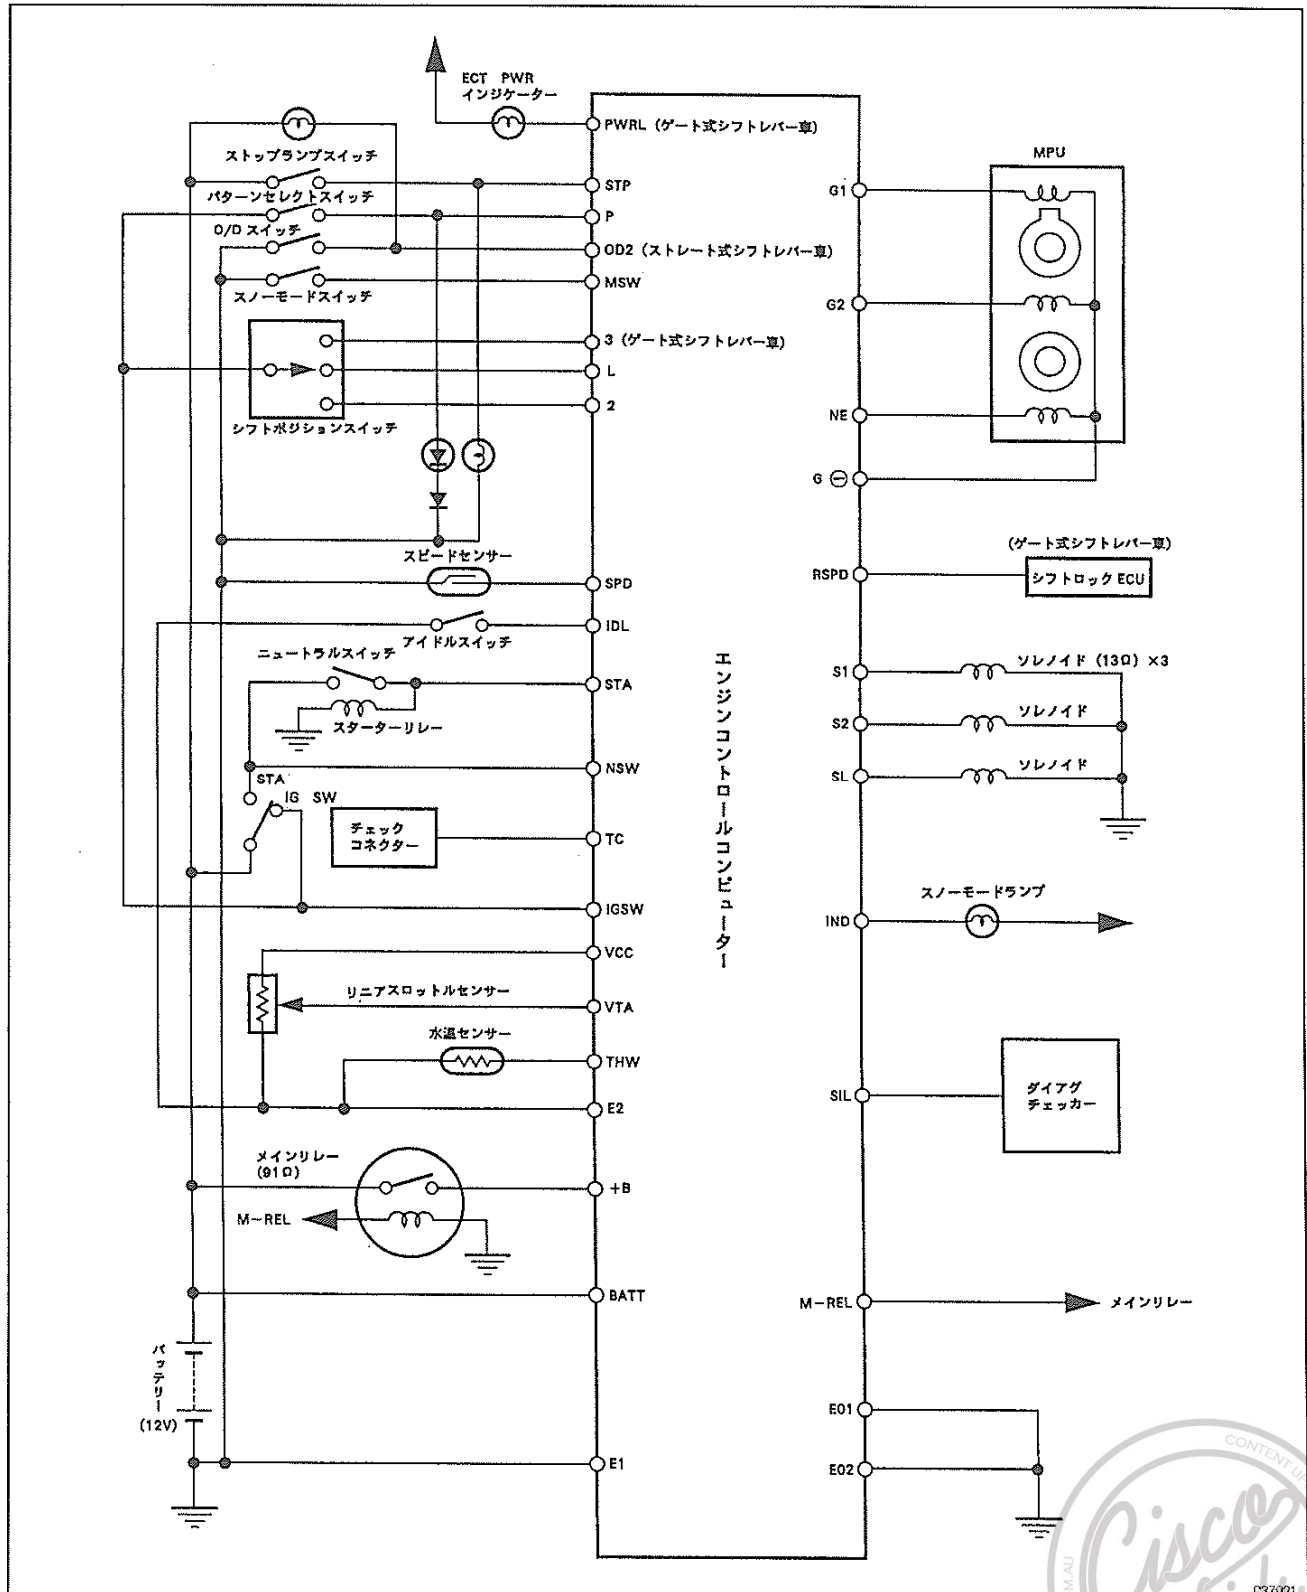 ECT PWR
インジケーター
PWRL (ゲート式シフトレバー車)
ストップランプスイッチ
STP
パターンセレクトスイッチ
P
O/D スイッチ
OD2 (ストレート式シフトレバー車)
MSW
スノーモードスイッチ
3 (ゲート式シフトレバー車)
L
2
シフトポジションスイッチ
スピードセンサー
SPD
IDL
アイドルスイッチ
ニュートラルスイッチ
STA
スターターリレー
NSW
STA
IG SW
チェック
コネクター
TC
IGSW
VCC
リニアスロットルセンサー
VTA
水温センサー
THW
E2
メインリレー
(91Ω)
+B
M-REL
BATT
バッテリー
(12V)
E1
エンジンコントロールコンピューター
MPU
G1
G2
NE
G ⊖
(ゲート式シフトレバー車)
RSPD
シフトロック ECU
S1
ソレノイド (13Ω) ×3
S2
ソレノイド
SL
ソレノイド
スノーモードランプ
IND
SIL
ダイアグ
チェッカー
M-REL
メインリレー
E01
E02
CONTENT
Cisco
M.AU